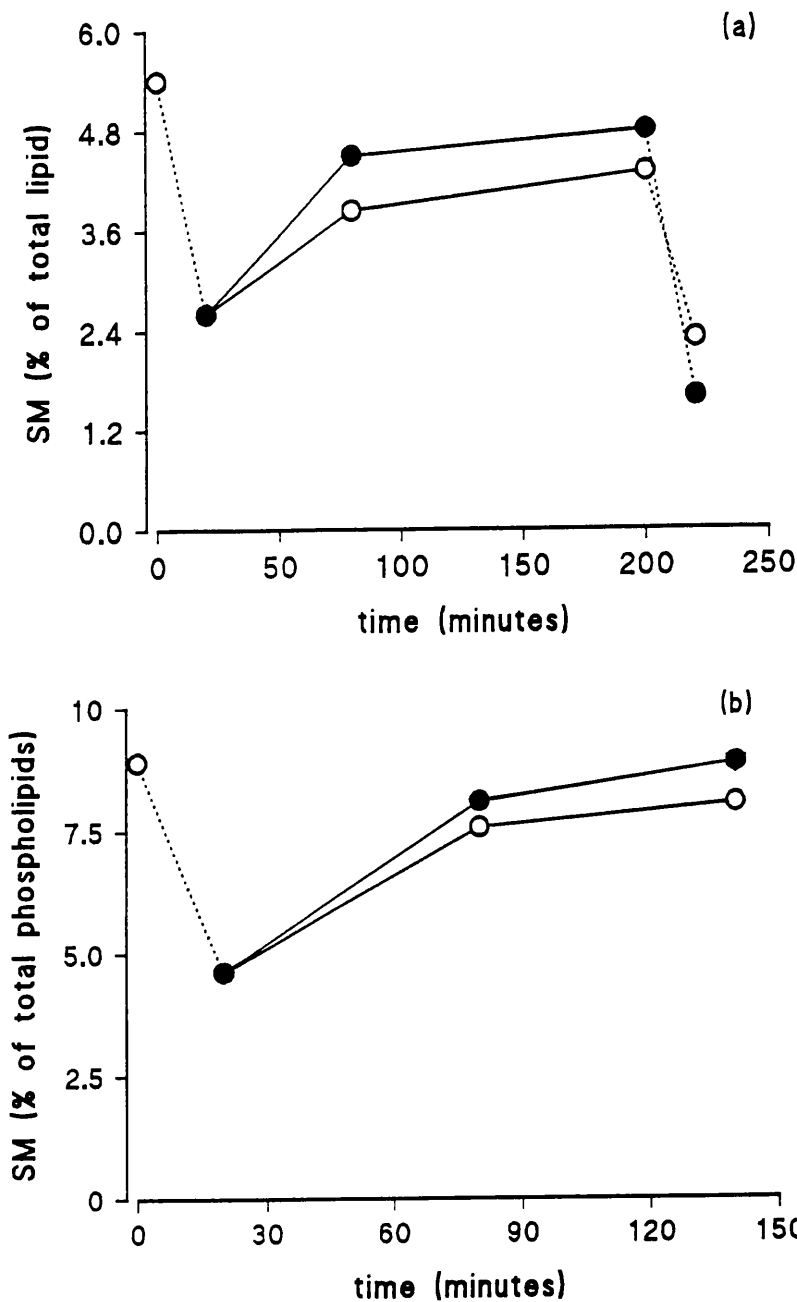 (a)
6.0
4.8
3.6
2.4
1.2
0.0
SM (% of total lipid)
0 50 100 150 200 250
time (minutes)
(b)
10
7.5
5.0
2.5
0
SM (% of total phospholipids)
0 30 60 90 120 150
time (minutes)